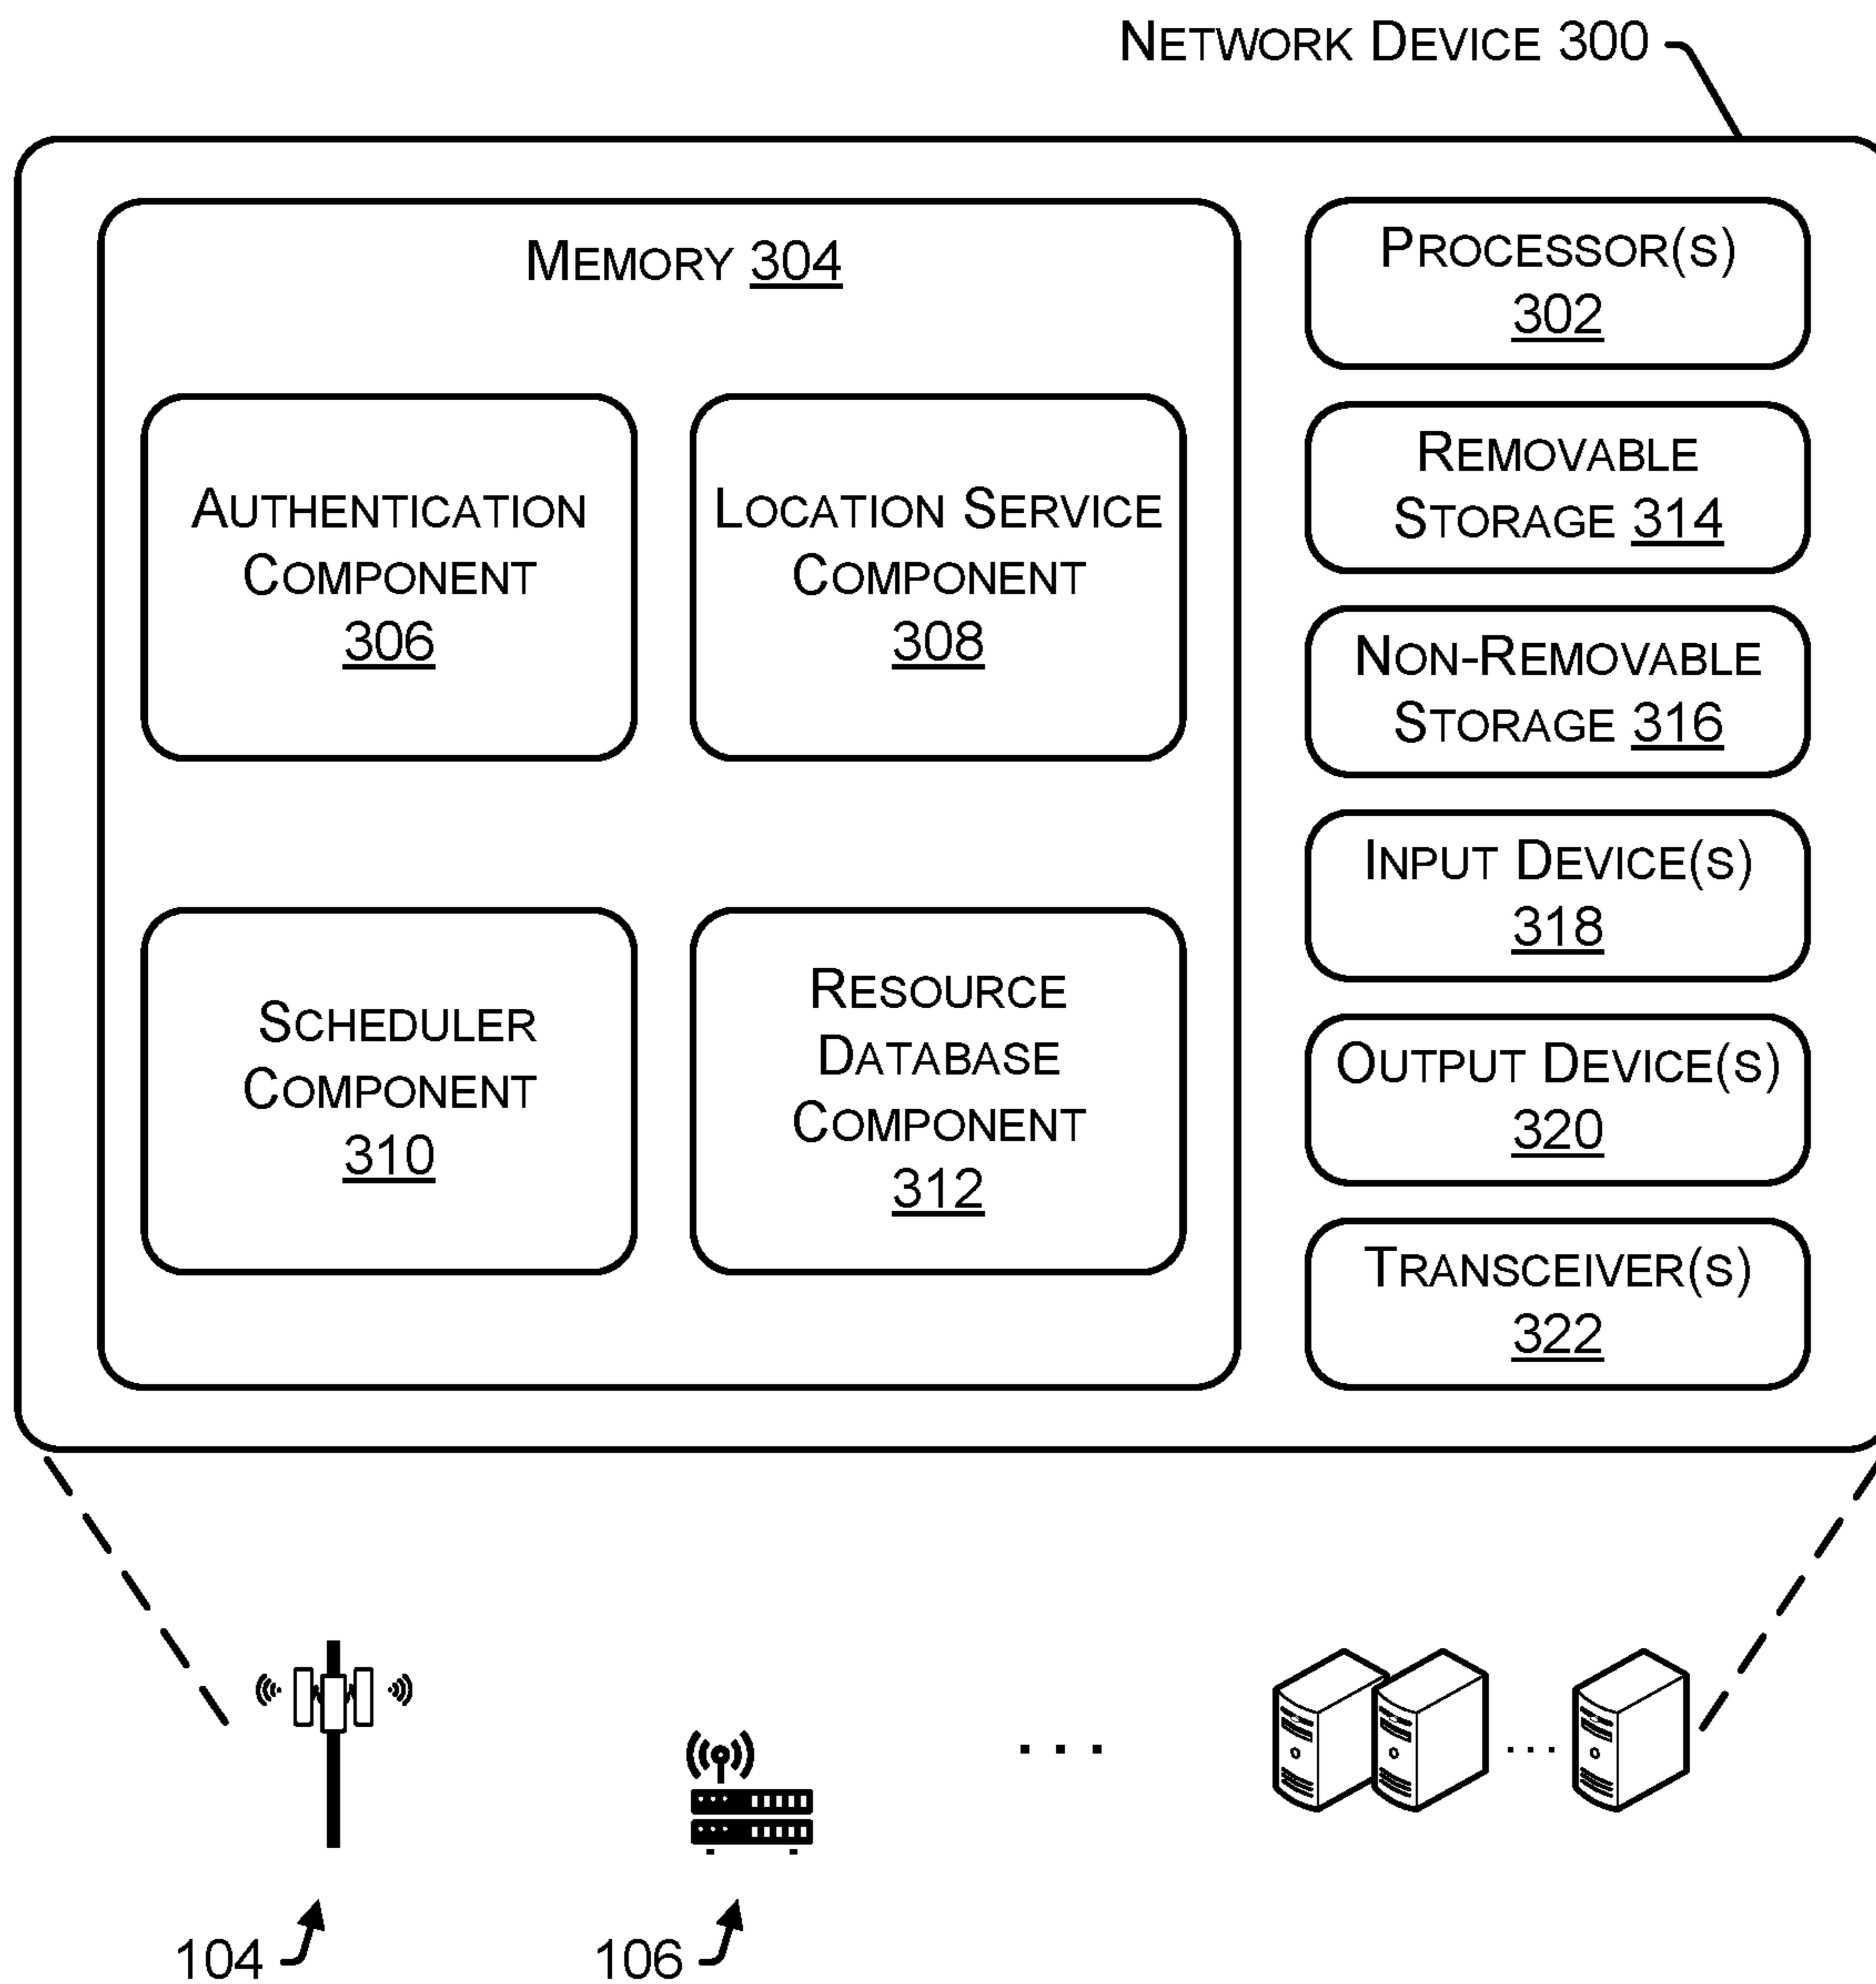 NETWORK DEVICE 300
MEMORY 304
AUTHENTICATION
COMPONENT
306
LOCATION SERVICE
COMPONENT
308
SCHEDULER
COMPONENT
310
RESOURCE
DATABASE
COMPONENT
312
PROCESSOR(S)
302
REMOVABLE
STORAGE 314
NON-REMOVABLE
STORAGE 316
INPUT DEVICE(S)
318
OUTPUT DEVICE(S)
320
TRANSCEIVER(S)
322
. . .
...
104
106